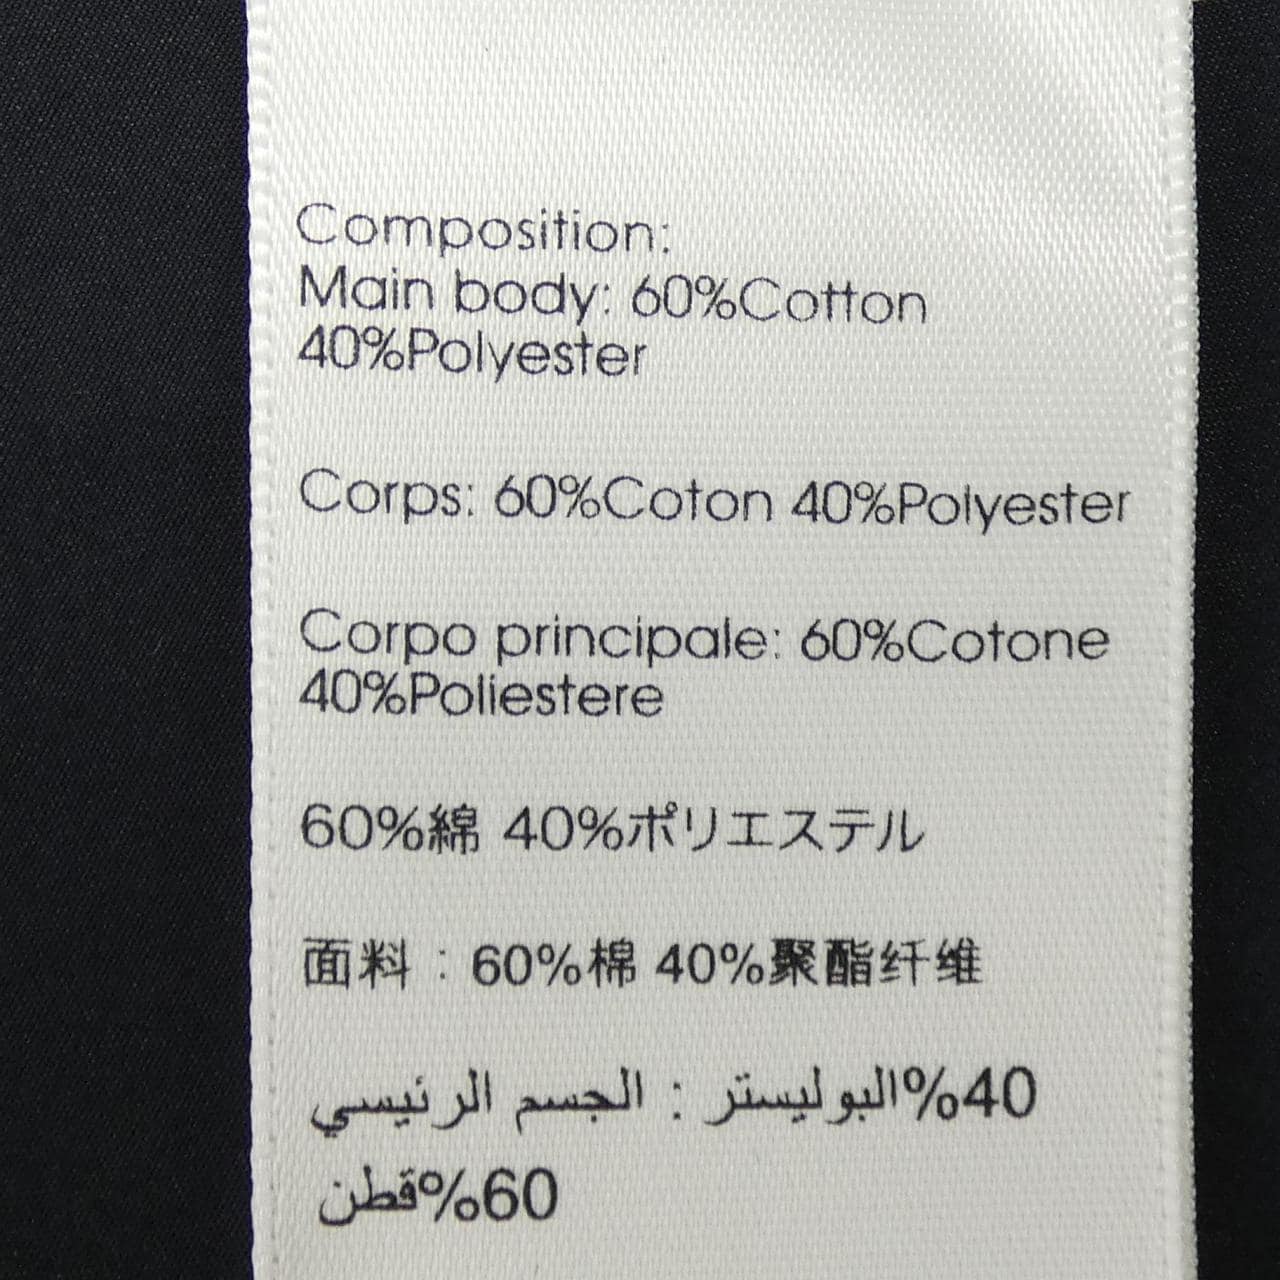 Composition:
Main body: 60%Cotton
40%Polyester
Corps: 60%Coton 40%Polyester
Corpo principale: 60%Cotone
40%Poliestere
60%綿 40%ポリエステル
面料：60%棉 40%聚酯纤维
الجسم الرئيسي : البوليستر%40
قطن%60